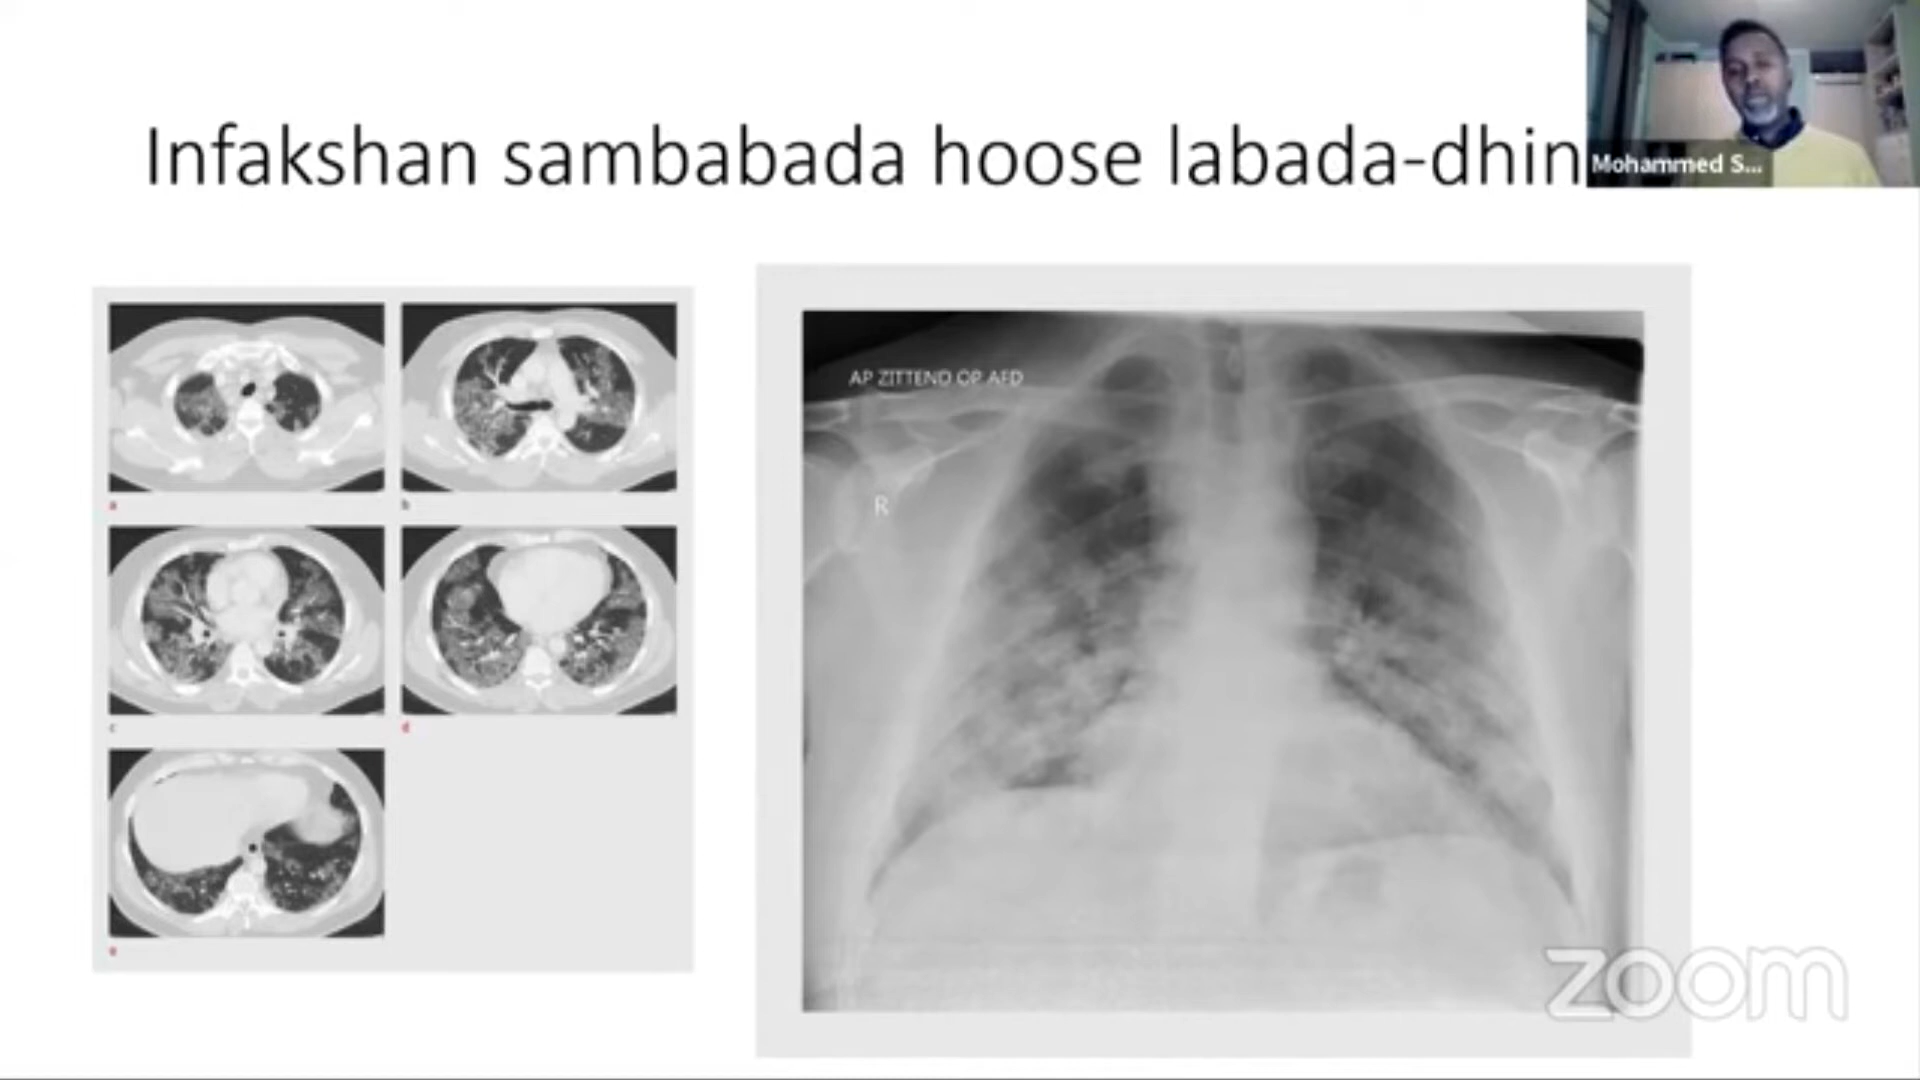 Infakshan sambabada hoose labada-dhin
Mohammed S...
AP ZITTEND OP AFD
R
a
b
c
d
e
zoom